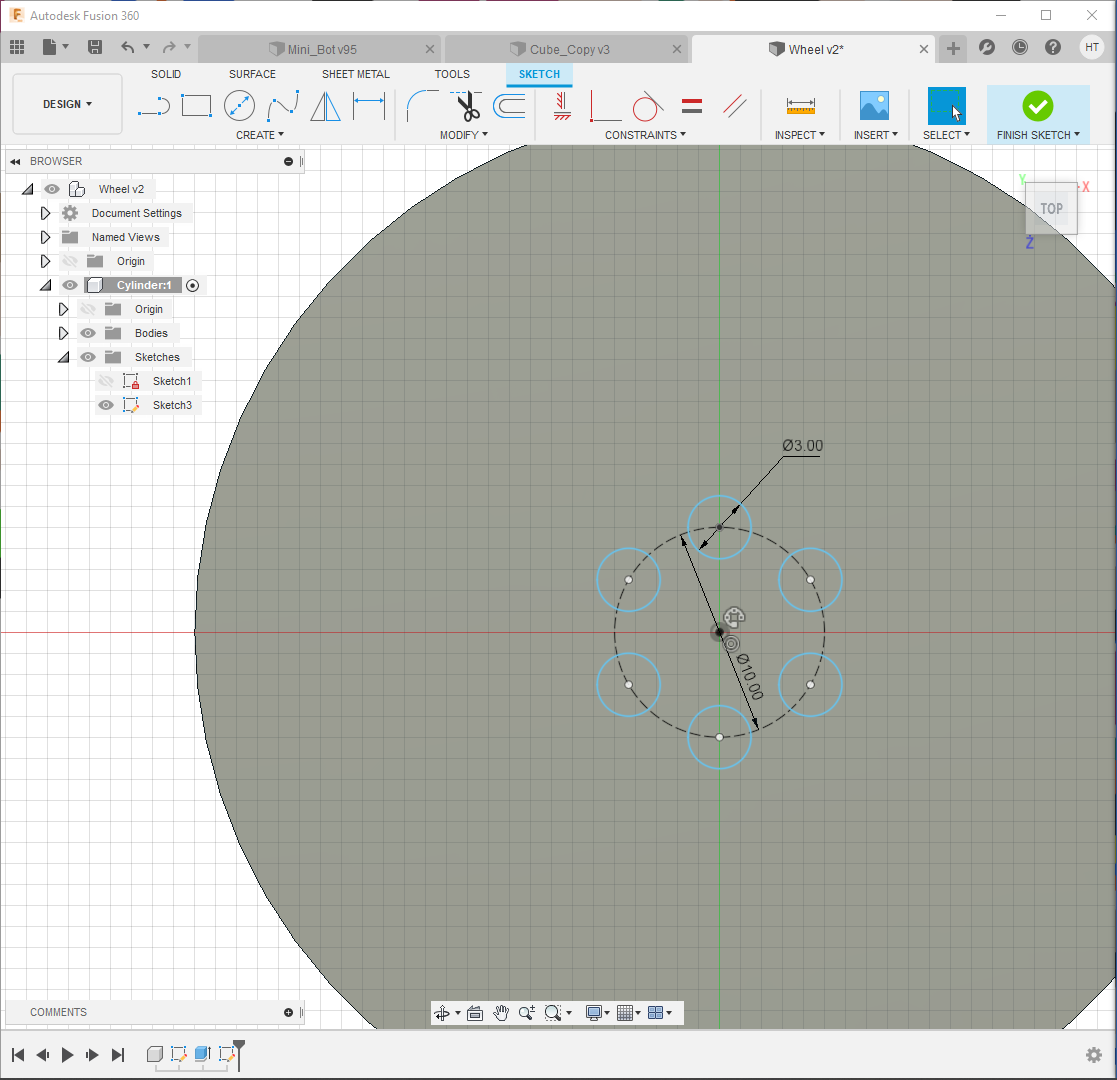 Autodesk Fusion 360
Mini_Bot v95
Cube_Copy v3
Wheel v2*
HT
DESIGN
SOLID SURFACE SHEET METAL TOOLS SKETCH
CREATE MODIFY CONSTRAINTS INSPECT INSERT SELECT FINISH SKETCH
BROWSER
Wheel v2
Document Settings
Named Views
Origin
Cylinder:1
Origin
Bodies
Sketches
Sketch1
Sketch3
Y
X
TOP
Z
Ø3.00
Ø10.00
COMMENTS